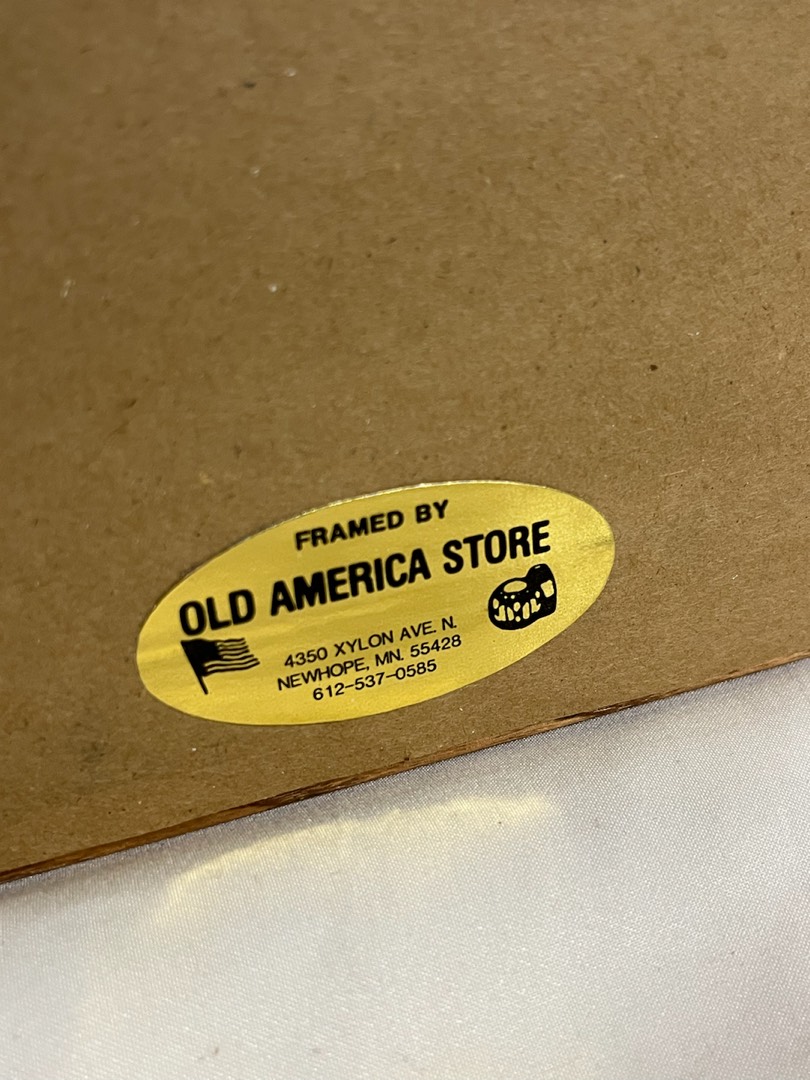 FRAMED BY
OLD AMERICA STORE
4350 XYLON AVE. N.
NEWHOPE, MN. 55428
612-537-0585